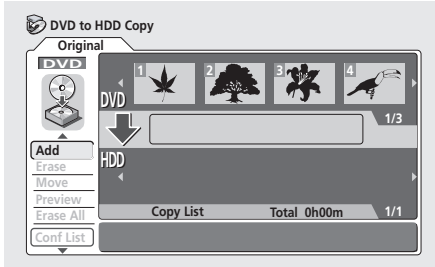 DVD to HDD Copy
Original
DVD
1 2 3 4
DVD
1/3
Add
HDD
Erase
Move
Preview
Erase All
Copy List Total 0h00m 1/1
Conf List